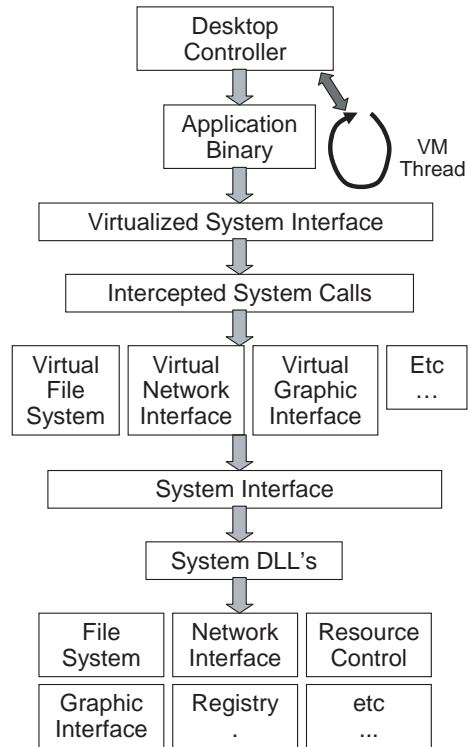 Desktop
Controller
Application
Binary
VM
Thread
Virtualized System Interface
Intercepted System Calls
Virtual
File
System
Virtual
Network
Interface
Virtual
Graphic
Interface
Etc
…
System Interface
System DLL's
File
System
Network
Interface
Resource
Control
Graphic
Interface
Registry
.
etc
...